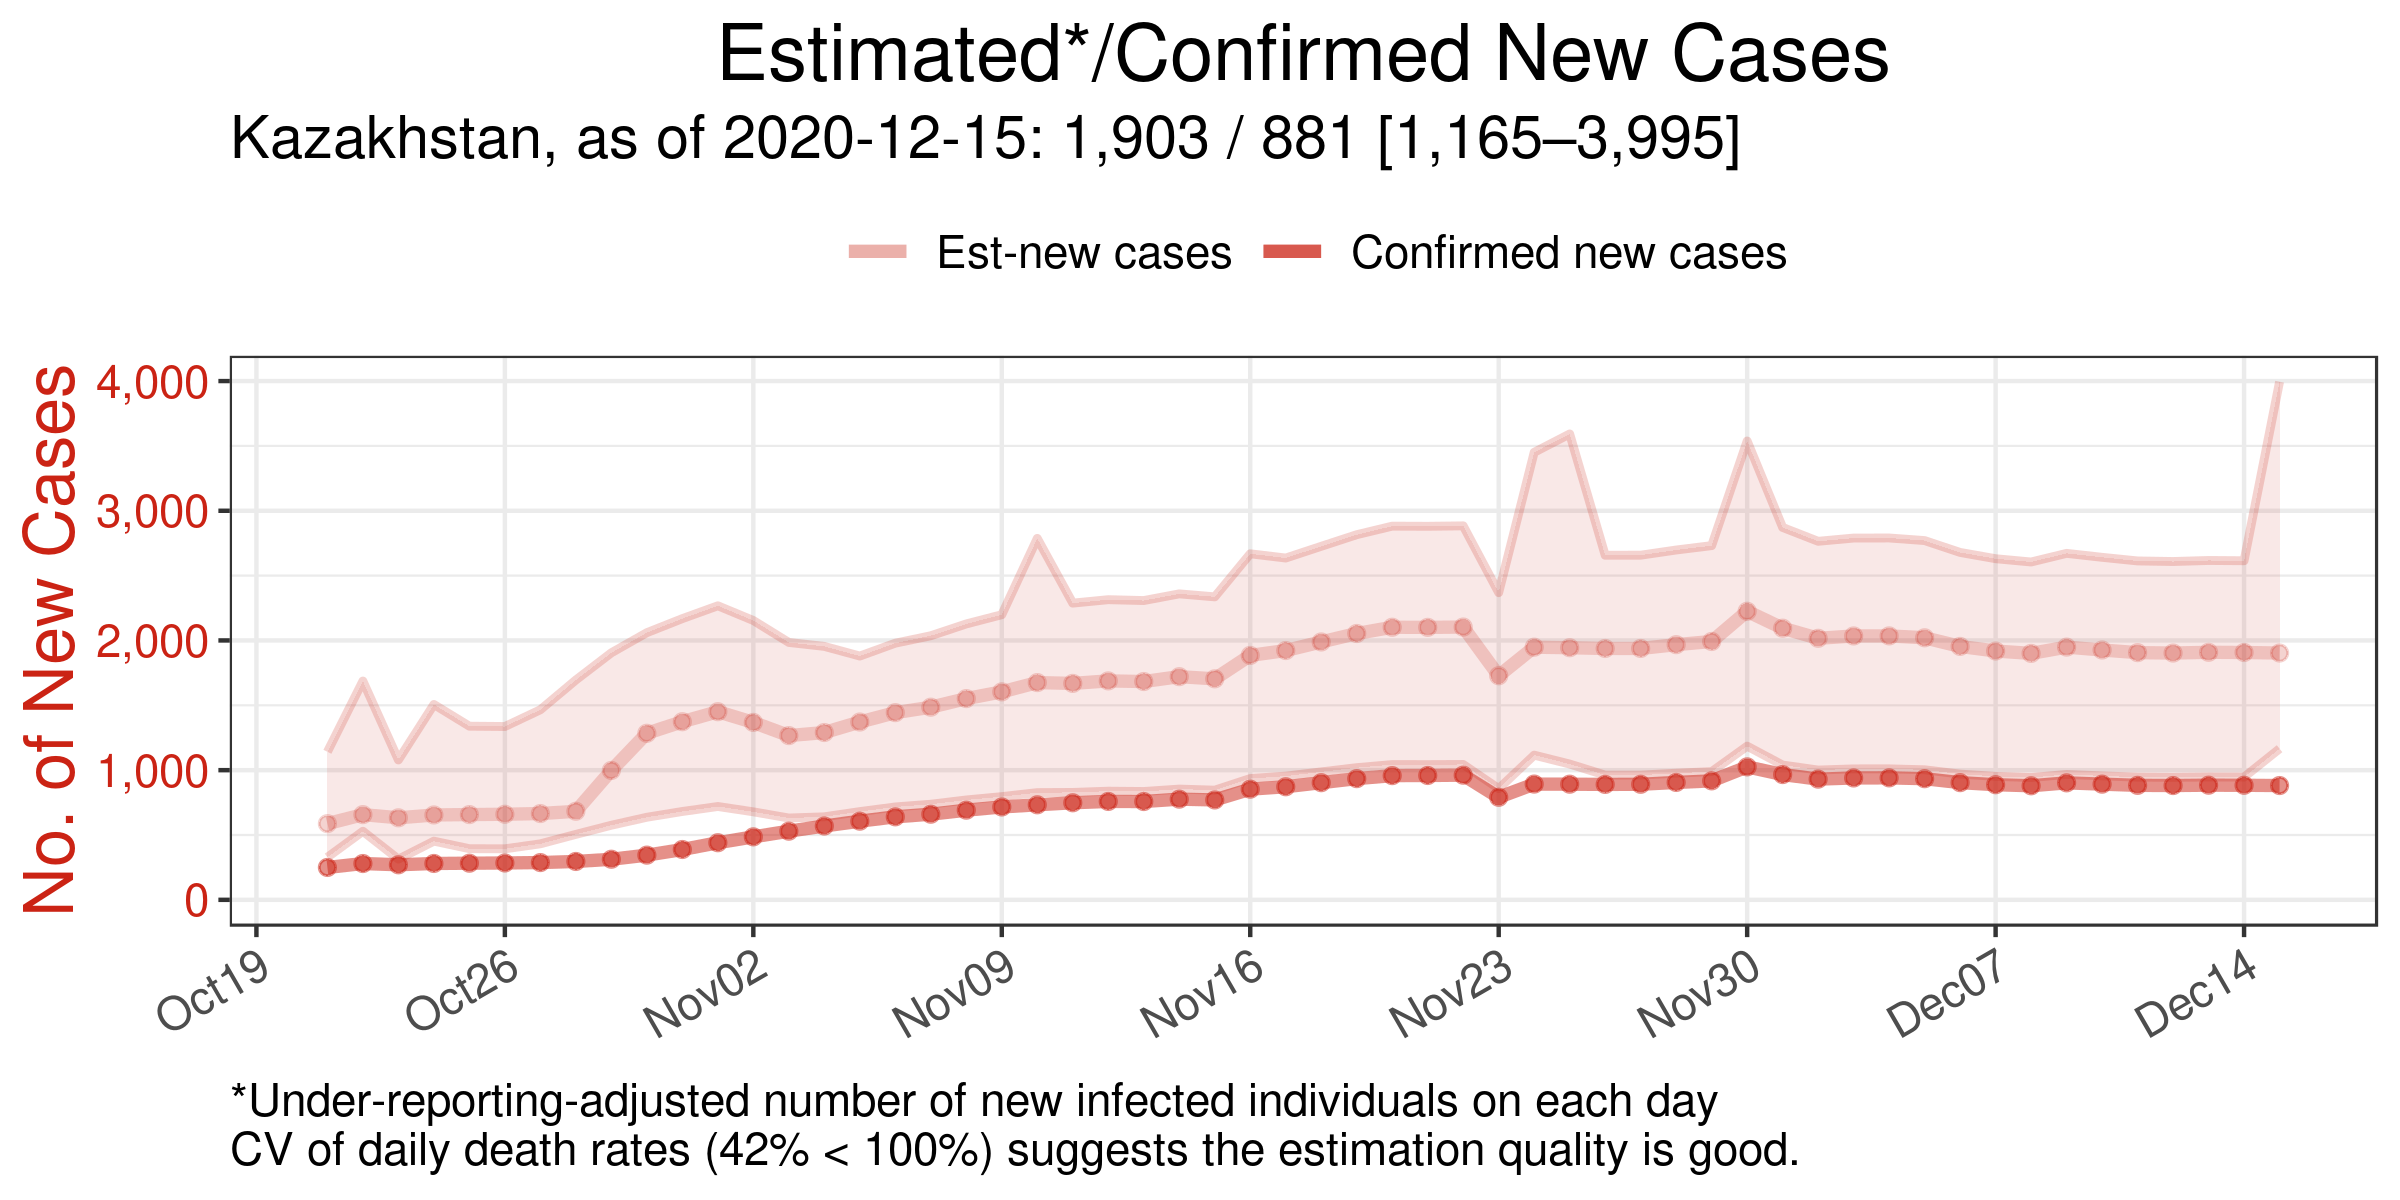 Estimated*/Confirmed New Cases
Kazakhstan, as of 2020-12-15: 1,903 / 881 [1,165–3,995]
Est-new cases
Confirmed new cases
No. of New Cases
4,000
3,000
2,000
1,000
0
Oct19
Oct26
Nov02
Nov09
Nov16
Nov23
Nov30
Dec07
Dec14
*Under-reporting-adjusted number of new infected individuals on each day
CV of daily death rates (42% < 100%) suggests the estimation quality is good.